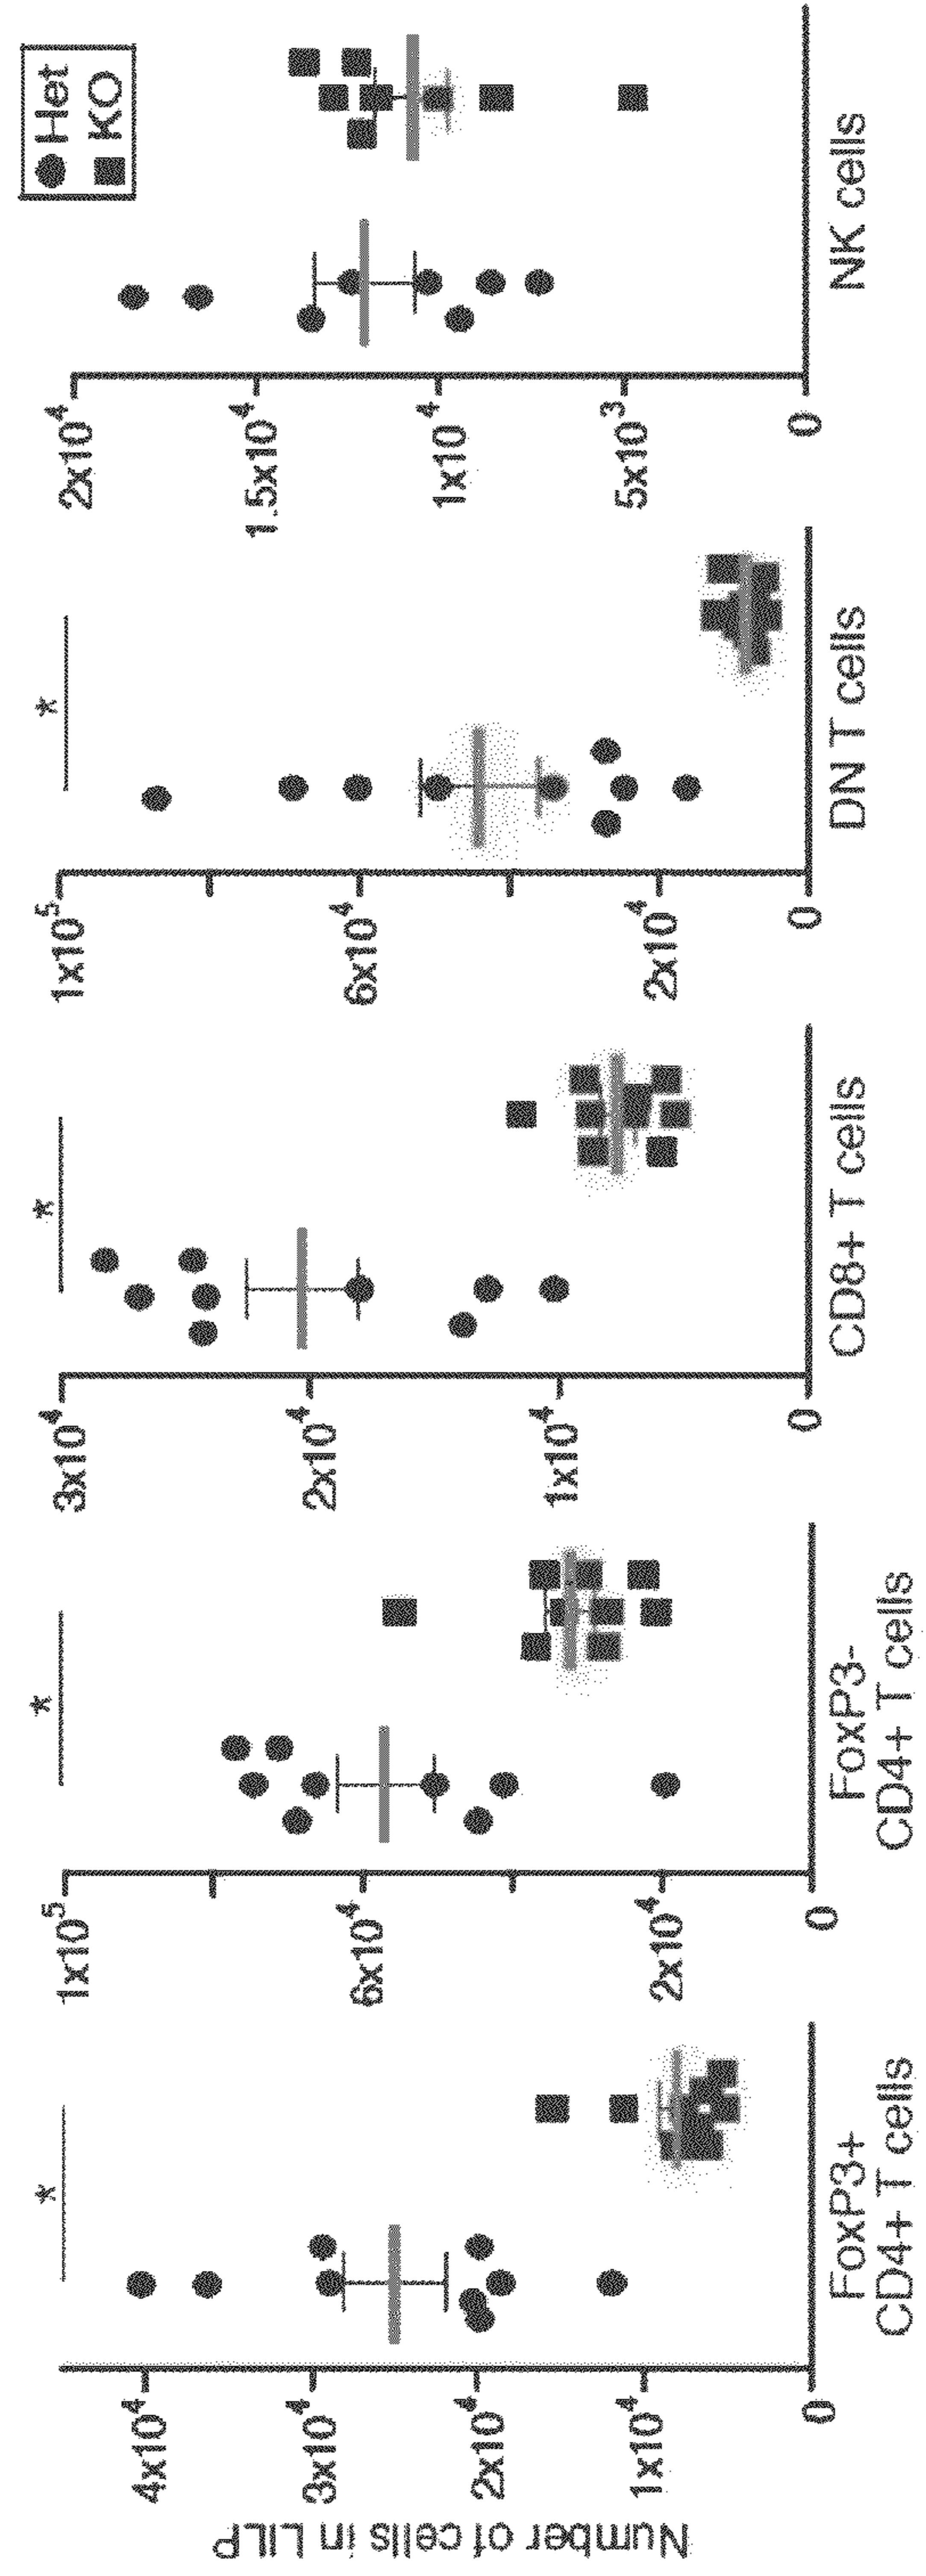 Number of cells in LILP
4x10⁴
3x10⁴
2x10⁴
1x10⁴
0
*
FoxP3+
CD4+ T cells
1x10⁵
6x10⁴
2x10⁴
0
*
FoxP3-
CD4+ T cells
3x10⁴
2x10⁴
1x10⁴
0
*
CD8+ T cells
1x10⁵
6x10⁴
2x10⁴
0
*
DN T cells
2x10⁴
1.5x10⁴
1x10⁴
5x10³
0
NK cells
Het
KO